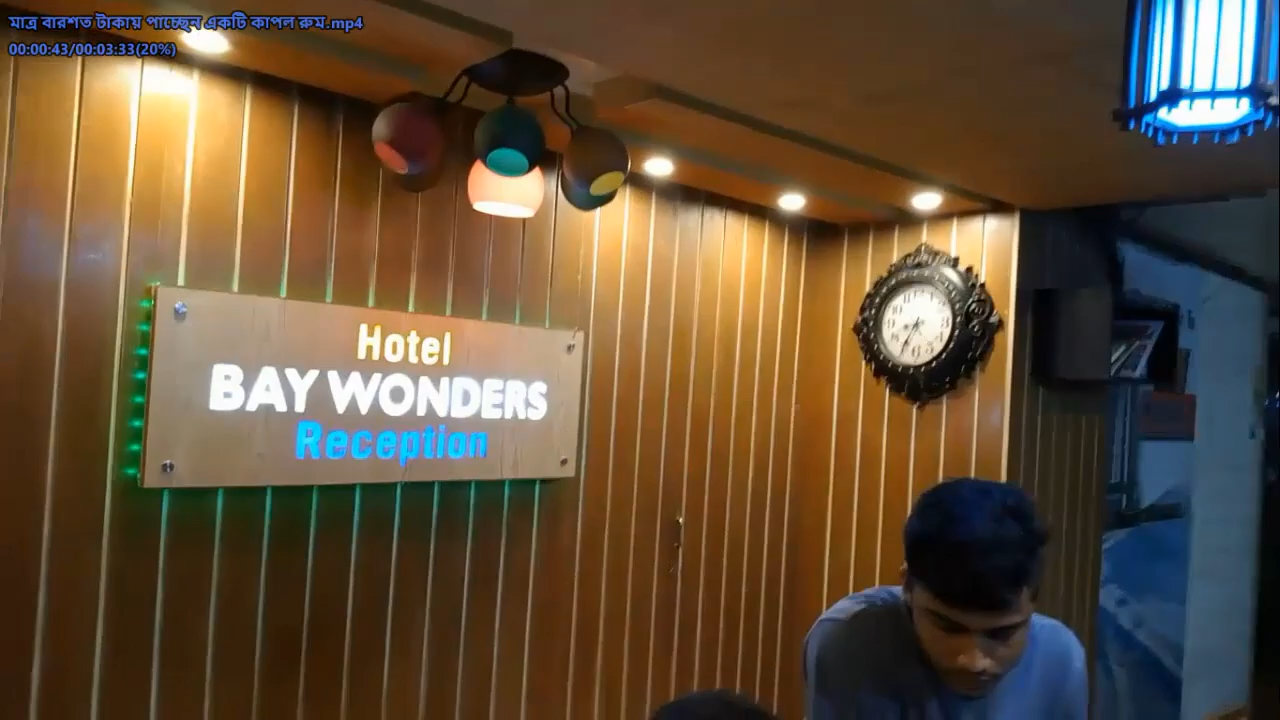 মাত্র বারশত টাকায় পাচ্ছেন একটি কাপল রুম.mp4
00:00:43/00:03:33(20%)
Hotel
BAY WONDERS
Reception